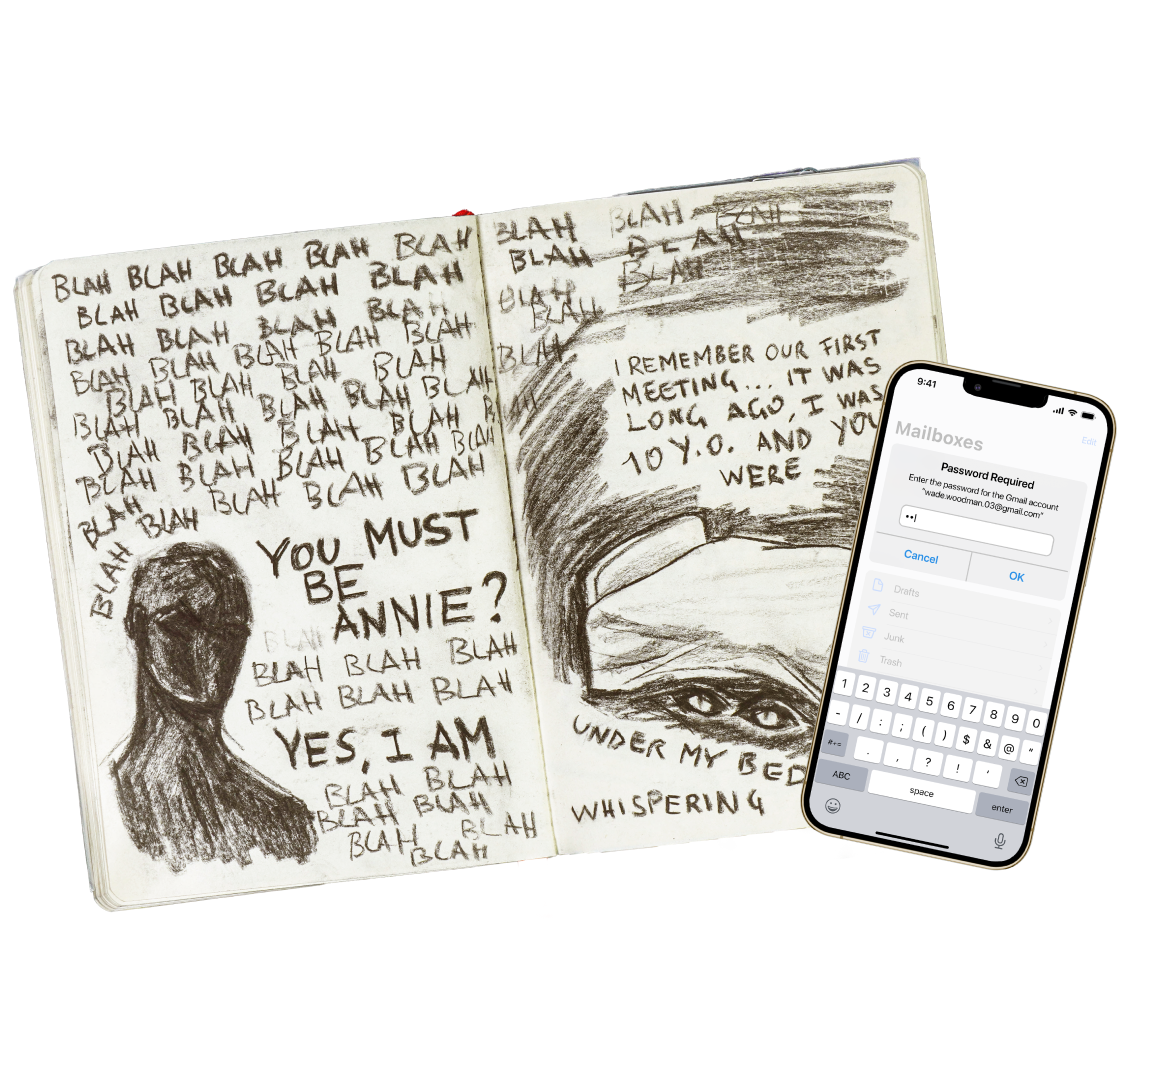 BLAH BLAH BLAH BLAH BLAH
BLAH BLAH BLAH BLAH
BLAH BLAH BLAH BLAH
BLAH BLAH BLAH BLAH BLAH
BLAH BLAH BLAH BLAH
BLAH BLAH BLAH BLAH BLAH
BLAH BLAH BLAH BLAH
BLAH BLAH BLAH BLAH BLAH
BLAH BLAH BLAH
BLAH BLAH
BLAH
YOU MUST
BE
ANNIE?
BLAH BLAH BLAH BLAH
BLAH BLAH BLAH
YES, I AM
BLAH BLAH
BLAH BLAH
BLAH BLAH
BLAH
BLAH BLAH BLAH
BLAH BLAH
BLAH BLAH
BLAH
BLAH
I REMEMBER OUR FIRST
MEETING... IT WAS
LONG AGO, I WAS
10 Y.O. AND YOU
WERE
UNDER MY BED
WHISPERING
9:41
Edit
Mailboxes
Password Required
Enter the password for the Gmail account
"wade.woodman.03@gmail.com"
••
Cancel OK
Drafts
Sent
Junk
Trash
1 2 3 4 5 6 7 8 9 0
- / : ; ( ) $ & @ "
#+= . , ? ! '
ABC space enter